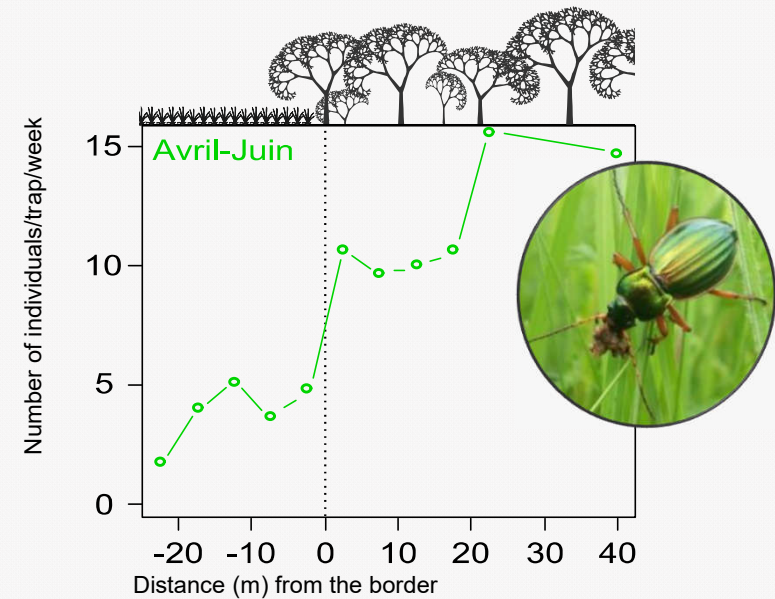 Number of individuals/trap/week
Avril-Juin
15
10
5
0
-20 -10 0 10 20 30 40
Distance (m) from the border